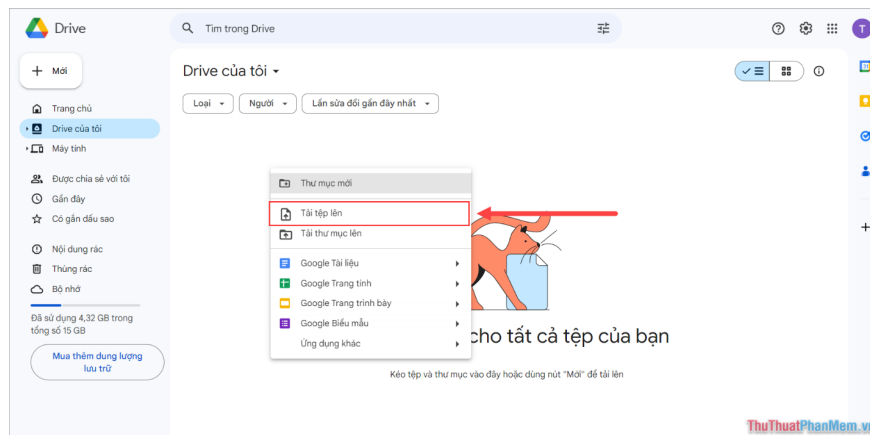 Drive
Tìm trong Drive
T
Mới
Drive của tôi
Loại
Người
Lần sửa đổi gần đây nhất
Trang chủ
Drive của tôi
Máy tính
Được chia sẻ với tôi
Gần đây
Có gắn dấu sao
Nội dung rác
Thùng rác
Bộ nhớ
Đã sử dụng 4,32 GB trong
tổng số 15 GB
Mua thêm dung lượng
lưu trữ
Thư mục mới
Tải tệp lên
Tải thư mục lên
Google Tài liệu
Google Trang tính
Google Trang trình bày
Google Biểu mẫu
Ứng dụng khác
cho tất cả tệp của bạn
Kéo tệp và thư mục vào đây hoặc dùng nút "Mới" để tải lên
31
ThuThuatPhanMem.v